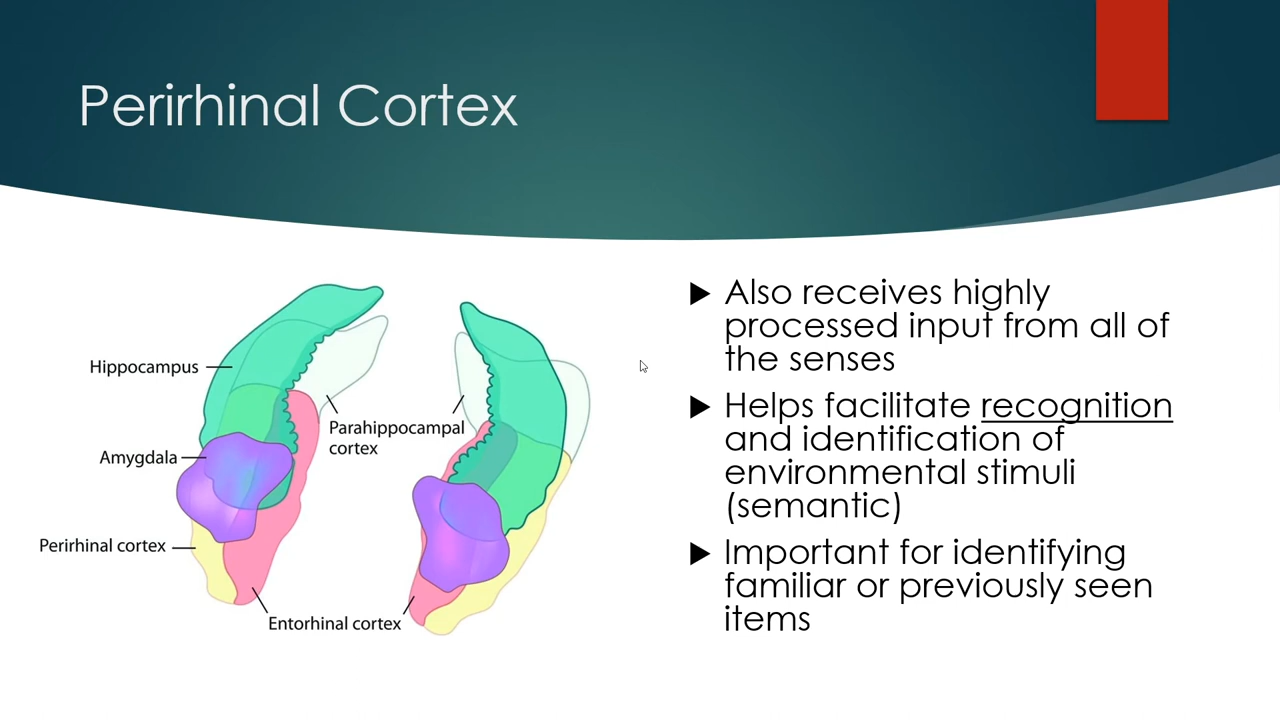 Perirhinal Cortex
Hippocampus
Parahippocampal
cortex
Amygdala
Perirhinal cortex
Entorhinal cortex
Also receives highly
processed input from all of
the senses
Helps facilitate recognition
and identification of
environmental stimuli
(semantic)
Important for identifying
familiar or previously seen
items